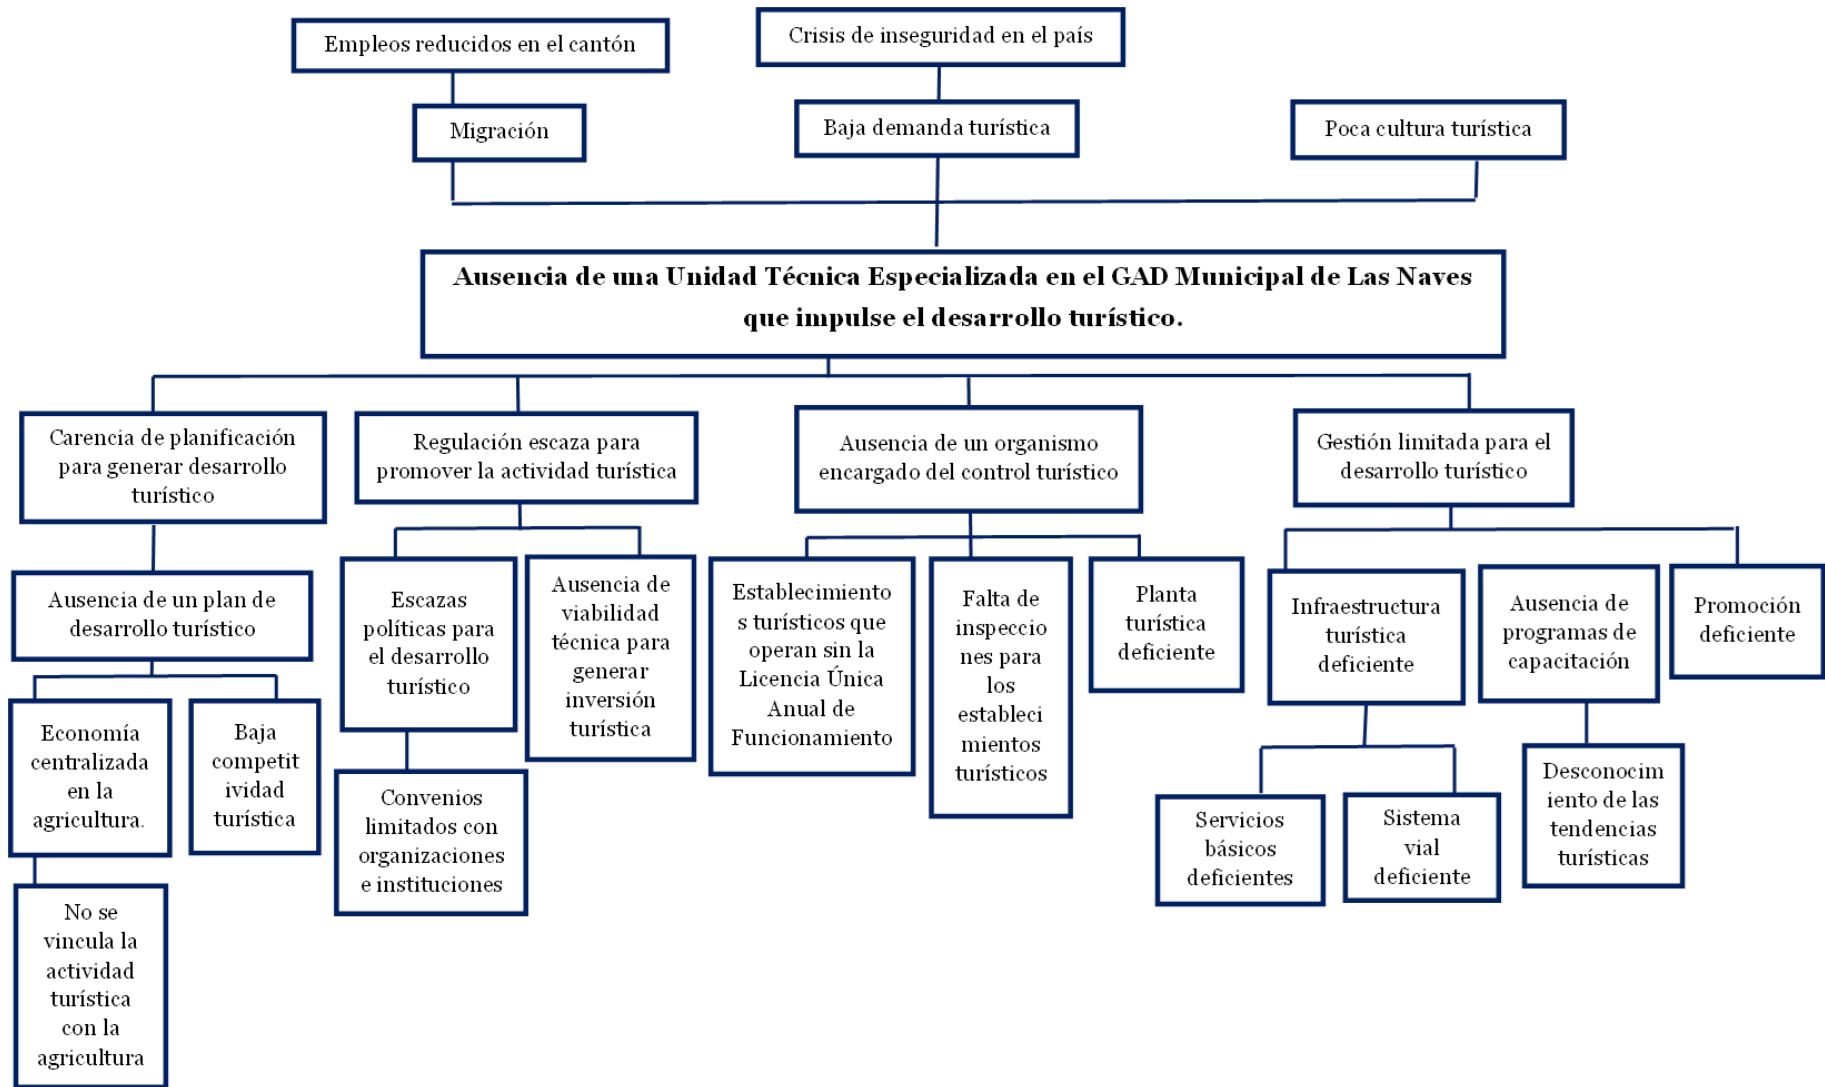 Empleos reducidos en el cantón
Crisis de inseguridad en el país
Migración
Baja demanda turística
Poca cultura turística
Ausencia de una Unidad Técnica Especializada en el GAD Municipal de Las Naves
que impulse el desarrollo turístico.
Carencia de planificación
para generar desarrollo
turístico
Regulación escaza para
promover la actividad turística
Ausencia de un organismo
encargado del control turístico
Gestión limitada para el
desarrollo turístico
Ausencia de un plan de
desarrollo turístico
Escazas
políticas para
el desarrollo
turístico
Ausencia de
viabilidad
técnica para
generar
inversión
turística
Establecimiento
s turísticos que
operan sin la
Licencia Única
Anual de
Funcionamiento
Falta de
inspeccio
nes para
los
estableci
mientos
turísticos
Planta
turística
deficiente
Infraestructura
turística
deficiente
Ausencia de
programas de
capacitación
Promoción
deficiente
Economía
centralizada
en la
agricultura.
Baja
competit
ividad
turística
Convenios
limitados con
organizaciones
e instituciones
Servicios
básicos
deficientes
Sistema
vial
deficiente
Desconocim
iento de las
tendencias
turísticas
No se
vincula la
actividad
turística
con la
agricultura